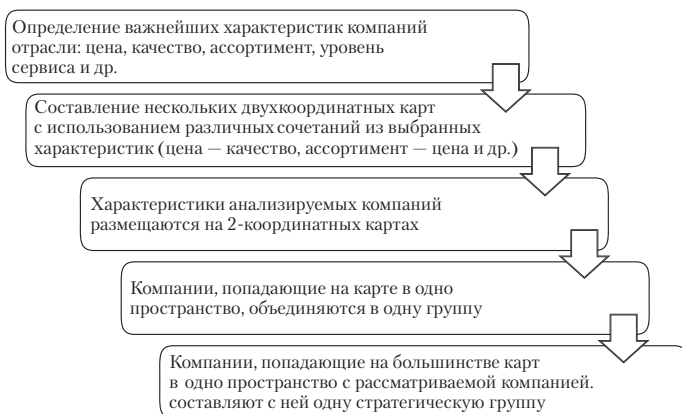 Определение важнейших характеристик компаний
отрасли: цена, качество, ассортимент, уровень
сервиса и др.
Составление нескольких двухкоординатных карт
с использованием различных сочетаний из выбранных
характеристик (цена — качество, ассортимент — цена и др.)
Характеристики анализируемых компаний
размещаются на 2-координатных картах
Компании, попадающие на карте в одно
пространство, объединяются в одну группу
Компании, попадающие на большинстве карт
в одно пространство с рассматриваемой компанией.
составляют с ней одну стратегическую группу